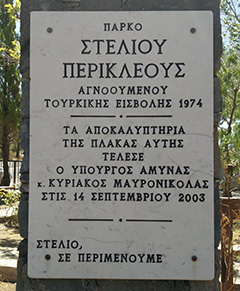 ΠΑΡΚΟ
ΣΤΕΛΙΟΥ
ΠΕΡΙΚΛΕΟΥΣ
ΑΓΝΟΟΥΜΕΝΟΥ
ΤΟΥΡΚΙΚΗΣ ΕΙΣΒΟΛΗΣ 1974
ΤΑ ΑΠΟΚΑΛΥΠΤΗΡΙΑ
ΤΗΣ ΠΛΑΚΑΣ ΑΥΤΗΣ
ΤΕΛΕΣΕ
Ο ΥΠΟΥΡΓΟΣ ΑΜΥΝΑΣ
κ. ΚΥΡΙΑΚΟΣ ΜΑΥΡΟΝΙΚΟΛΑΣ
ΣΤΙΣ 14 ΣΕΠΤΕΜΒΡΙΟΥ 2003
ΣΤΕΛΙΟ,
ΣΕ ΠΕΡΙΜΕΝΟΥΜΕ